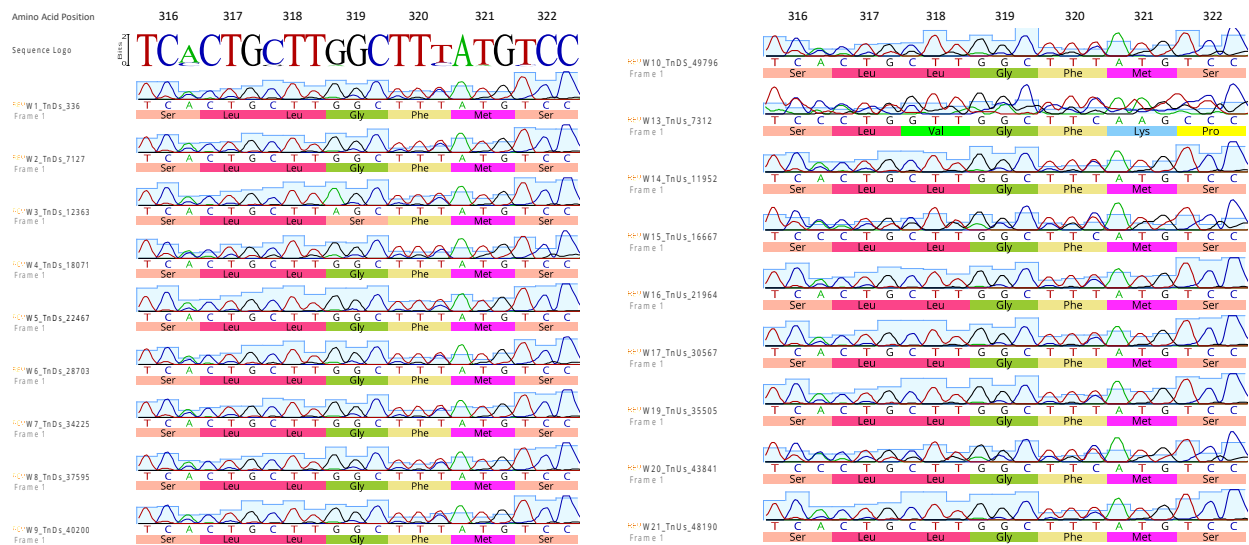 Amino Acid Position 316 317 318 319 320 321 322
Sequence Logo Bits 2 0 TCACTGCTTGGCTTTATGTCC
W1_TnDs_336 T C A C T G C T T G G C T T T A T G T C C
Frame 1 Ser Leu Leu Gly Phe Met Ser
W2_TnDs_7127 T C A C T G C T T G G C T T T A T G T C C
Frame 1 Ser Leu Leu Gly Phe Met Ser
W3_TnDs_12363 T C A C T G C T T A G C T T T A T G T C C
Frame 1 Ser Leu Leu Ser Phe Met Ser
W4_TnDs_18071 T C A C T G C T T G G C T T T A T G T C C
Frame 1 Ser Leu Leu Gly Phe Met Ser
W5_TnDs_22467 T C A C T G C T T G G C T T T A T G T C C
Frame 1 Ser Leu Leu Gly Phe Met Ser
W6_TnDs_28703 T C A C T G C T T G G C T T T A T G T C C
Frame 1 Ser Leu Leu Gly Phe Met Ser
W7_TnDs_34225 T C A C T G C T T G G C T T T A T G T C C
Frame 1 Ser Leu Leu Gly Phe Met Ser
W8_TnDs_37595 T C A C T G C T T G G C T T T A T G T C C
Frame 1 Ser Leu Leu Gly Phe Met Ser
W9_TnDs_40200 T C A C T G C T T G G C T T T A T G T C C
Frame 1 Ser Leu Leu Gly Phe Met Ser
316 317 318 319 320 321 322
W10_TnDS_49796 T C C C T G C T T G G C T T C A T G T C C
Frame 1 Ser Leu Leu Gly Phe Met Ser
W13_TnUs_7312 T C C C T G G T T G G C T T C A A G C C C
Frame 1 Ser Leu Val Gly Phe Lys Pro
W14_TnUs_11952 T C A C T G C T T G G C T T C A T G T C C
Frame 1 Ser Leu Leu Gly Phe Met Ser
W15_TnUs_16667 T C C C T G C T T G G C T T C A T G T C C
Frame 1 Ser Leu Leu Gly Phe Met Ser
W16_TnUs_21964 T C A C T G C T T G G C T T T A T G T C C
Frame 1 Ser Leu Leu Gly Phe Met Ser
W17_TnUs_30567 T C A C T G C T T G G C T T T A T G T C C
Frame 1 Ser Leu Leu Gly Phe Met Ser
W19_TnUs_35505 T C A C T G C T T G G C T T T A T G T C C
Frame 1 Ser Leu Leu Gly Phe Met Ser
W20_TnUs_43841 T C C C T G C T T G G C T T C A T G T C C
Frame 1 Ser Leu Leu Gly Phe Met Ser
W21_TnUs_48190 T C A C T G C T T G G C T T T A T G T C C
Frame 1 Ser Leu Leu Gly Phe Met Ser